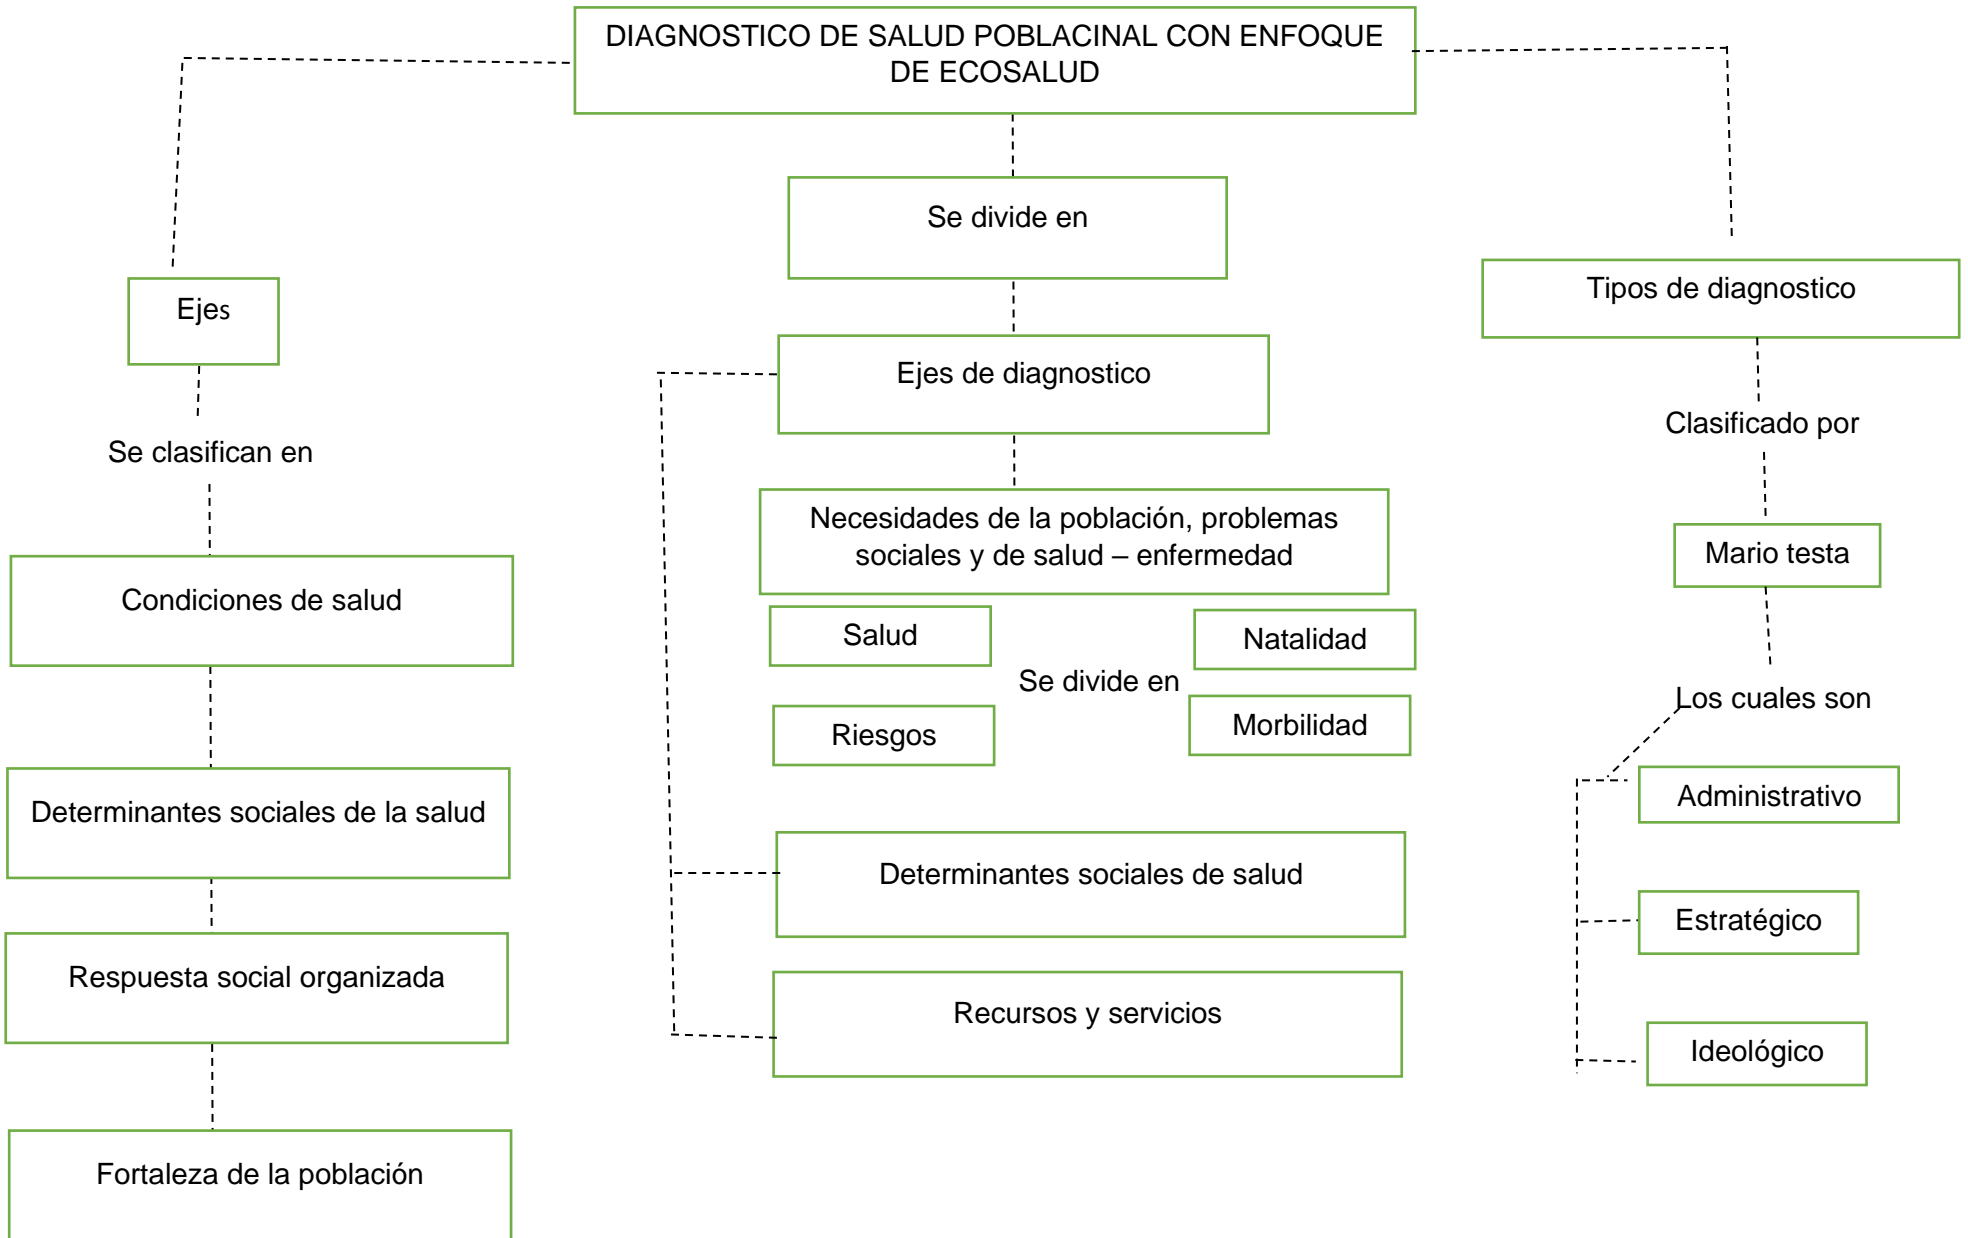 DIAGNOSTICO DE SALUD POBLACINAL CON ENFOQUE
DE ECOSALUD
Ejes
Se clasifican en
Condiciones de salud
Determinantes sociales de la salud
Respuesta social organizada
Fortaleza de la población
Se divide en
Ejes de diagnostico
Necesidades de la población, problemas
sociales y de salud – enfermedad
Salud
Natalidad
Se divide en
Riesgos
Morbilidad
Determinantes sociales de salud
Recursos y servicios
Tipos de diagnostico
Clasificado por
Mario testa
Los cuales son
Administrativo
Estratégico
Ideológico